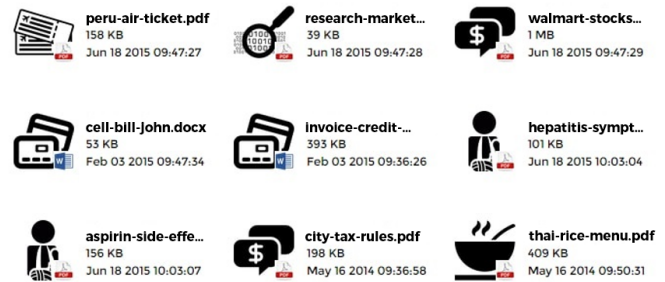 peru-air-ticket.pdf
158 KB
Jun 18 2015 09:47:27
research-market...
39 KB
Jun 18 2015 09:47:28
walmart-stocks...
1 MB
Jun 18 2015 09:47:29
cell-bill-john.docx
53 KB
Feb 03 2015 09:47:34
invoice-credit-...
393 KB
Feb 03 2015 09:36:26
hepatitis-sympt...
101 KB
Jun 18 2015 10:03:04
aspirin-side-effe...
156 KB
Jun 18 2015 10:03:07
city-tax-rules.pdf
198 KB
May 16 2014 09:36:58
thai-rice-menu.pdf
409 KB
May 16 2014 09:50:31